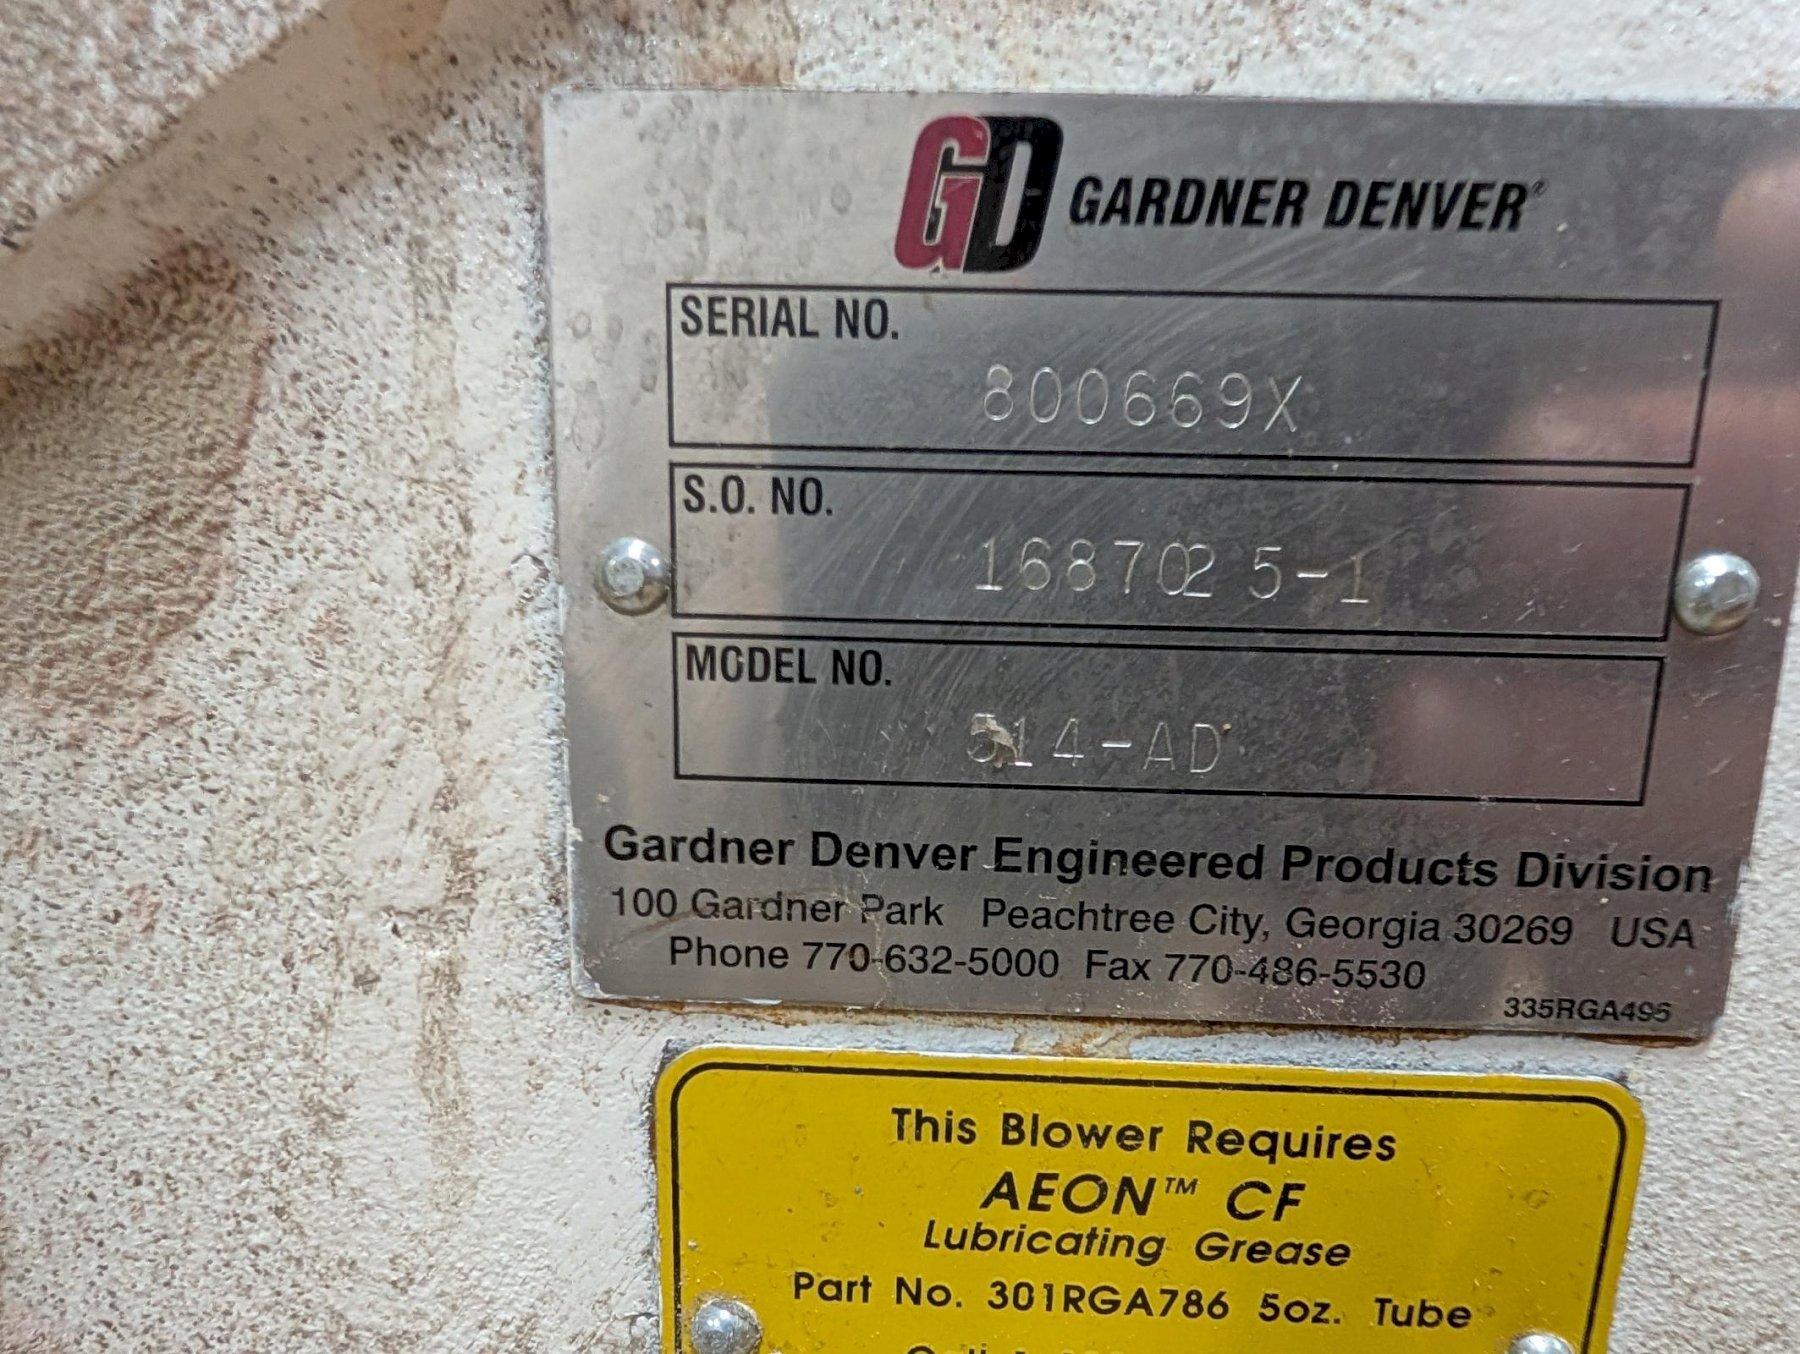 GD GARDNER DENVER®
SERIAL NO.
800669X
S.O. NO.
168702 5-1
MODEL NO.
514-AD
Gardner Denver Engineered Products Division
100 Gardner Park Peachtree City, Georgia 30269 USA
Phone 770-632-5000 Fax 770-486-5530
335RGA495
This Blower Requires
AEON™ CF
Lubricating Grease
Part No. 301RGA786 5oz. Tube